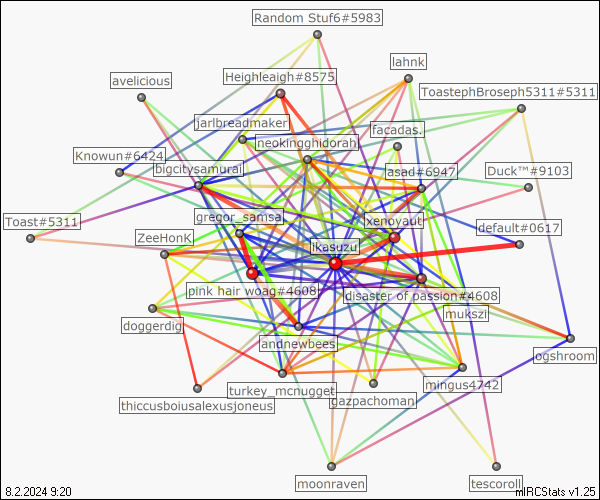 Random Stuf6#5983
lahnk
Heighleaigh#8575
avelicious
ToastephBroseph5311#5311
jarlbreadmaker
facadas.
neokingghidorah
Knowun#6424
bigcitysamurai
asad#6947
Duck™#9103
Toast#5311
gregor_samsa
xenoyaut
default#0617
ZeeHonK
ikasuzu
pink hair woag#4608
disaster of passion#4608
mukszi
doggerdig
andnewbees
ogshroom
turkey_mcnugget
mingus4742
gazpachoman
thiccusboiusalexusjoneus
moonraven
tescoroll
8.2.2024 9:20
mIRCStats v1.25